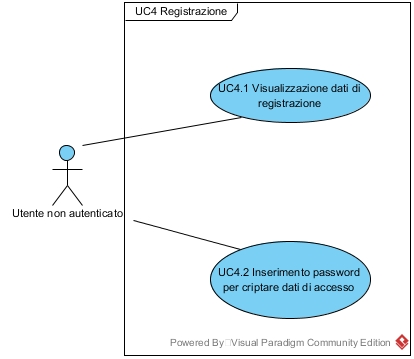 UC4 Registrazione
UC4.1 Visualizzazione dati di
registrazione
Utente non autenticato
UC4.2 Inserimento password
per criptare dati di accesso
Powered By Visual Paradigm Community Edition